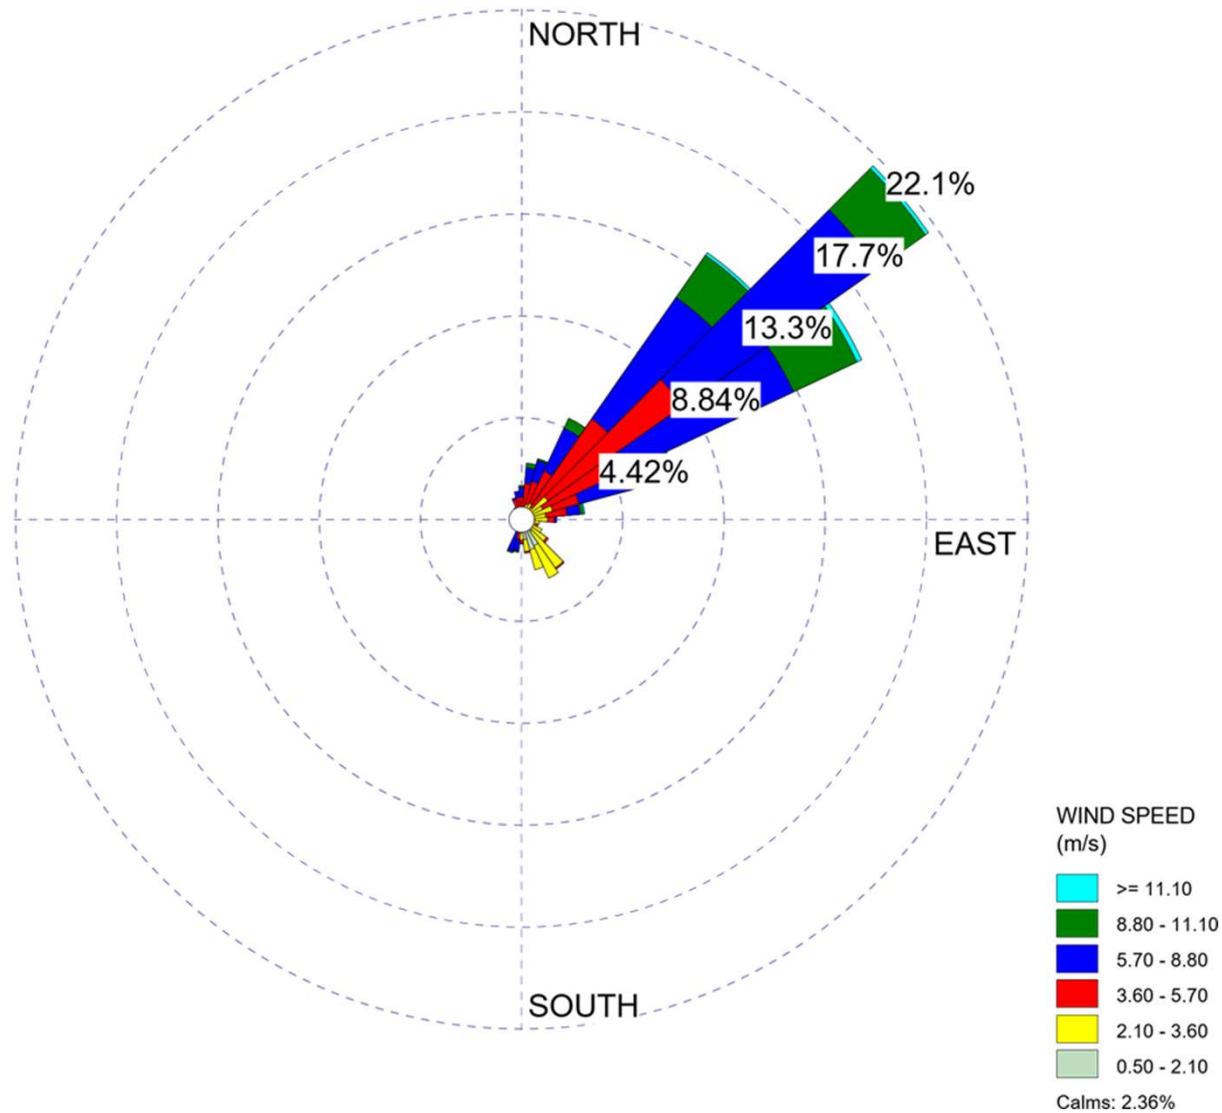 NORTH
22.1%
17.7%
13.3%
8.84%
4.42%
EAST
SOUTH
WIND SPEED
(m/s)
>= 11.10
8.80 - 11.10
5.70 - 8.80
3.60 - 5.70
2.10 - 3.60
0.50 - 2.10
Calms: 2.36%